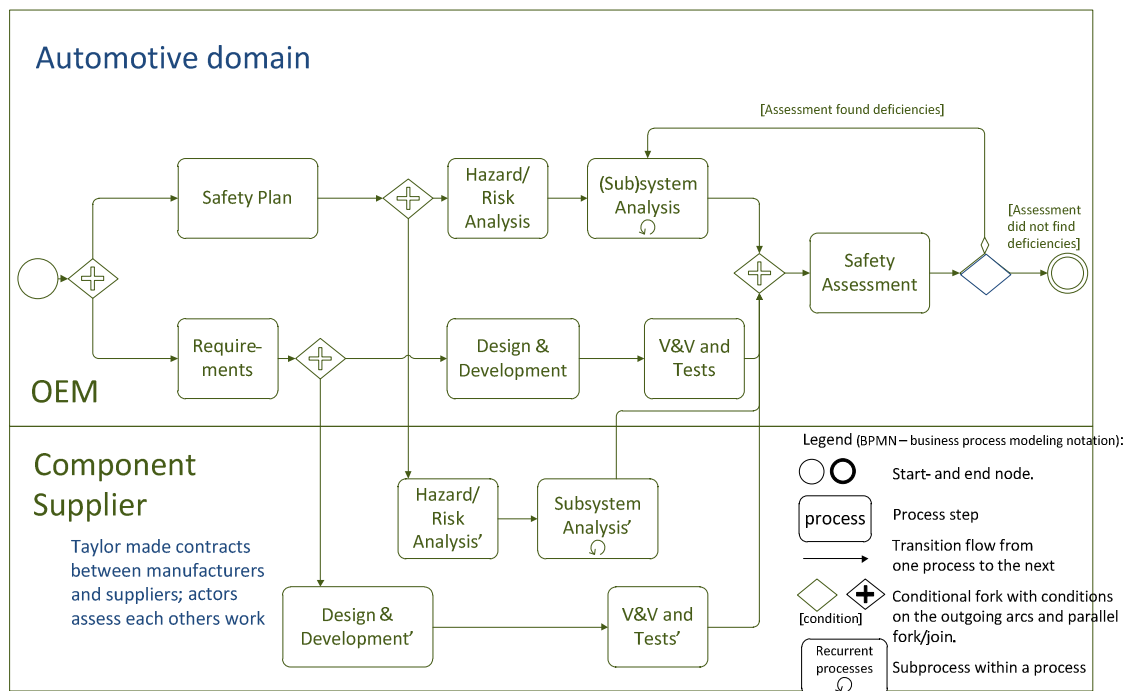 Automotive domain
[Assessment found deficiencies]
Safety Plan
Hazard/
Risk
Analysis
(Sub)system
Analysis
[Assessment
did not find
deficiencies]
Safety
Assessment
Require-
ments
Design &
Development
V&V and
Tests
OEM
Component
Supplier
Hazard/
Risk
Analysis’
Subsystem
Analysis’
Taylor made contracts
between manufacturers
and suppliers; actors
assess each others work
Design &
Development’
V&V and
Tests’
Legend (BPMN – business process modeling notation):
Start- and end node.
process
Process step
Transition flow from
one process to the next
[condition]
Conditional fork with conditions
on the outgoing arcs and parallel
fork/join.
Recurrent
processes
Subprocess within a process